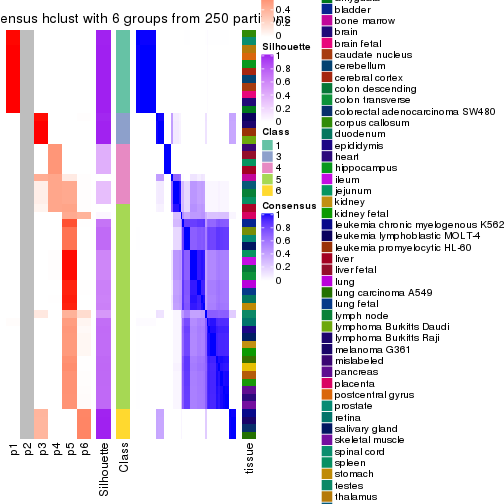 ensus hclust with 6 groups from 250 partitions
0.4
0.2
0
Silhouette
1
0.8
0.6
0.4
0.2
0
Class
1
3
4
5
6
Consensus
1
0.8
0.6
0.4
0.2
0
p1
p2
p3
p4
p5
p6
Silhouette
Class
tissue
bladder
bone marrow
brain
brain fetal
caudate nucleus
cerebellum
cerebral cortex
colon descending
colon transverse
colorectal adenocarcinoma SW480
corpus callosum
duodenum
epididymis
heart
hippocampus
ileum
jejunum
kidney
kidney fetal
leukemia chronic myelogenous K562
leukemia lymphoblastic MOLT-4
leukemia promyelocytic HL-60
liver
liver fetal
lung
lung carcinoma A549
lung fetal
lymph node
lymphoma Burkitts Daudi
lymphoma Burkitts Raji
melanoma G361
mislabeled
pancreas
placenta
postcentral gyrus
prostate
retina
salivary gland
skeletal muscle
spinal cord
spleen
stomach
testes
thalamus